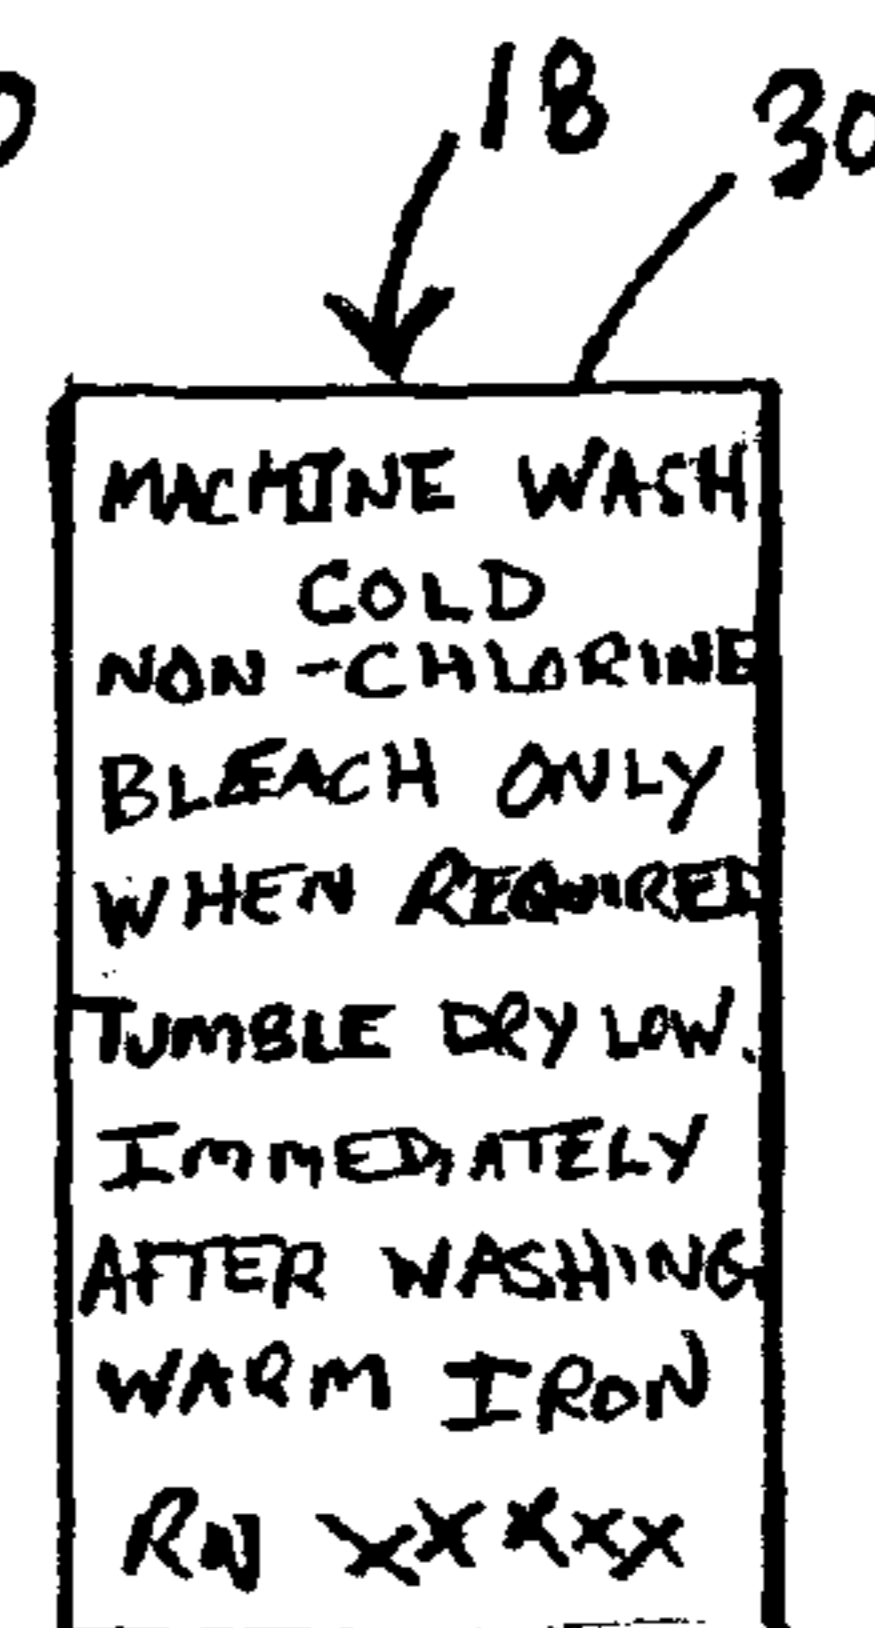 18 30
MACHINE WASH
COLD
NON-CHLORINE
BLEACH ONLY
WHEN REQUIRED
TUMBLE DRY LOW.
IMMEDIATELY
AFTER WASHING.
WARM IRON
RN XXXXX